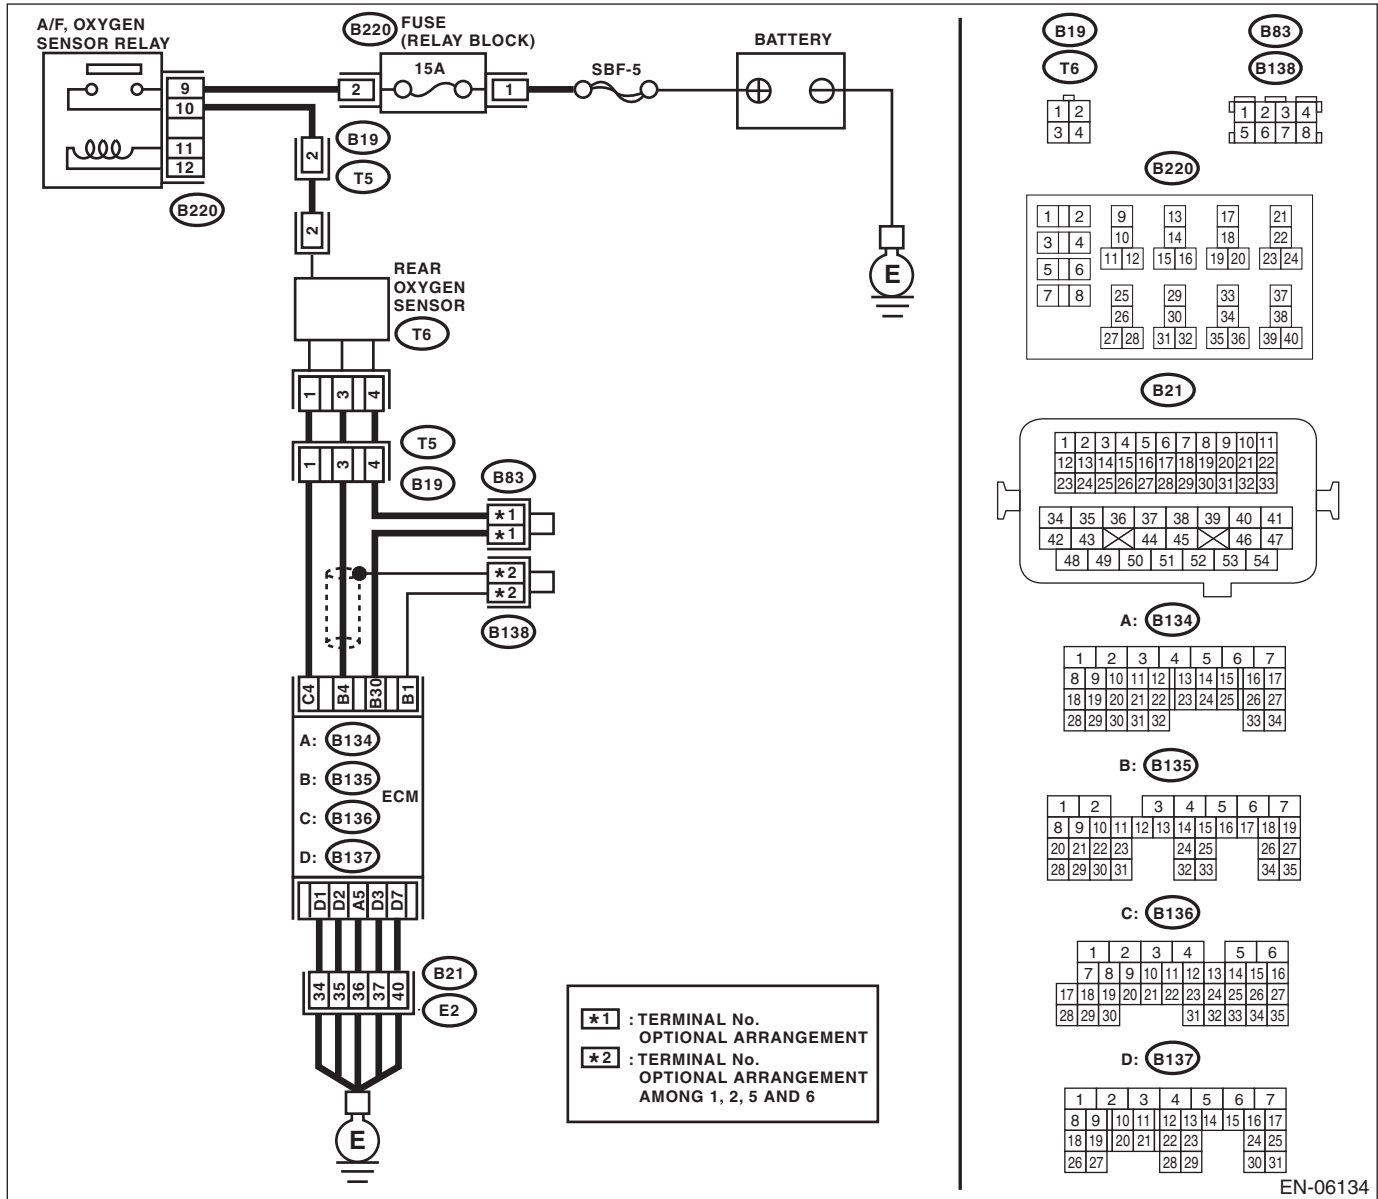 A/F, OXYGEN
SENSOR RELAY
B220
FUSE
(RELAY BLOCK)
15A
SBF-5
BATTERY
9
10
11
12
B220
2
1
2
B19
T5
2
E
REAR
OXYGEN
SENSOR
T6
1 3 4
T5
1 3 4
B19
B83
*1
*1
*2
*2
B138
C4 B4 B30 B1
A: B134
B: B135
ECM
C: B136
D: B137
D1 D2 A5 D3 D7
B21
34 35 36 37 40
E2
E
*1 : TERMINAL No.
OPTIONAL ARRANGEMENT
*2 : TERMINAL No.
OPTIONAL ARRANGEMENT
AMONG 1, 2, 5 AND 6
B19
T6
1 2
3 4
B83
B138
1 2 3 4
5 6 7 8
B220
1 2 9 13 17 21
3 4 10 14 18 22
5 6 11 12 15 16 19 20 23 24
7 8 25 29 33 37
26 30 34 38
27 28 31 32 35 36 39 40
B21
1 2 3 4 5 6 7 8 9 10 11
12 13 14 15 16 17 18 19 20 21 22
23 24 25 26 27 28 29 30 31 32 33
34 35 36 37 38 39 40 41
42 43 44 45 46 47
48 49 50 51 52 53 54
A: B134
1 2 3 4 5 6 7
8 9 10 11 12 13 14 15 16 17
18 19 20 21 22 23 24 25 26 27
28 29 30 31 32 33 34
B: B135
1 2 3 4 5 6 7
8 9 10 11 12 13 14 15 16 17 18 19
20 21 22 23 24 25 26 27
28 29 30 31 32 33 34 35
C: B136
1 2 3 4 5 6
7 8 9 10 11 12 13 14 15 16
17 18 19 20 21 22 23 24 25 26 27
28 29 30 31 32 33 34 35
D: B137
1 2 3 4 5 6 7
8 9 10 11 12 13 14 15 16 17
18 19 20 21 22 23 24 25
26 27 28 29 30 31
EN-06134